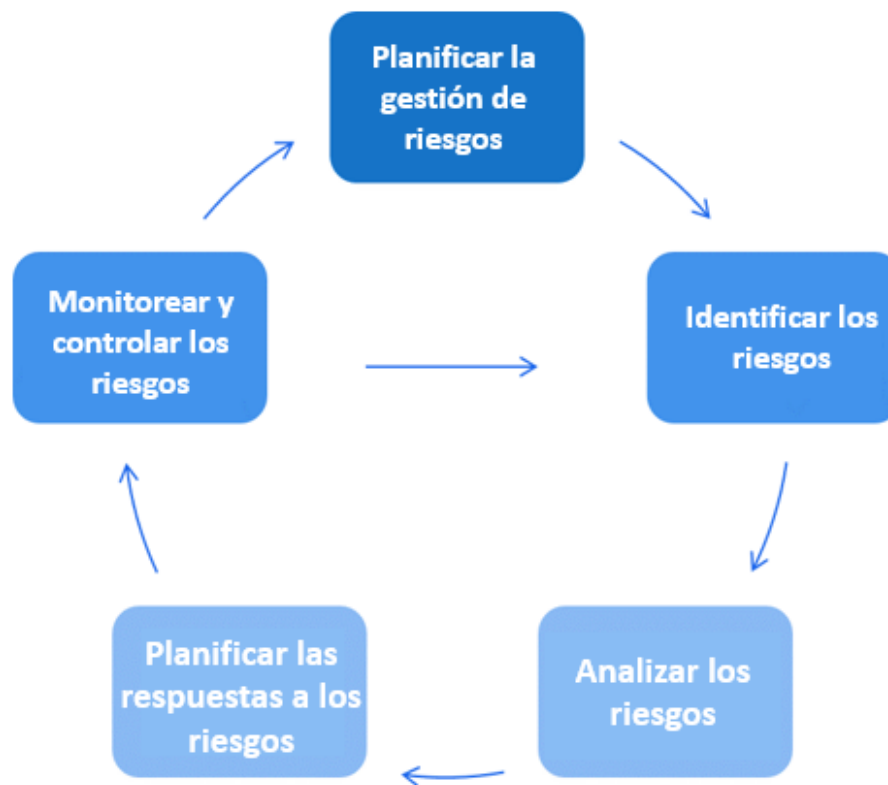 Planificar la
gestión de
riesgos
Monitorear y
controlar los
riesgos
Identificar los
riesgos
Planificar las
respuestas a los
riesgos
Analizar los
riesgos